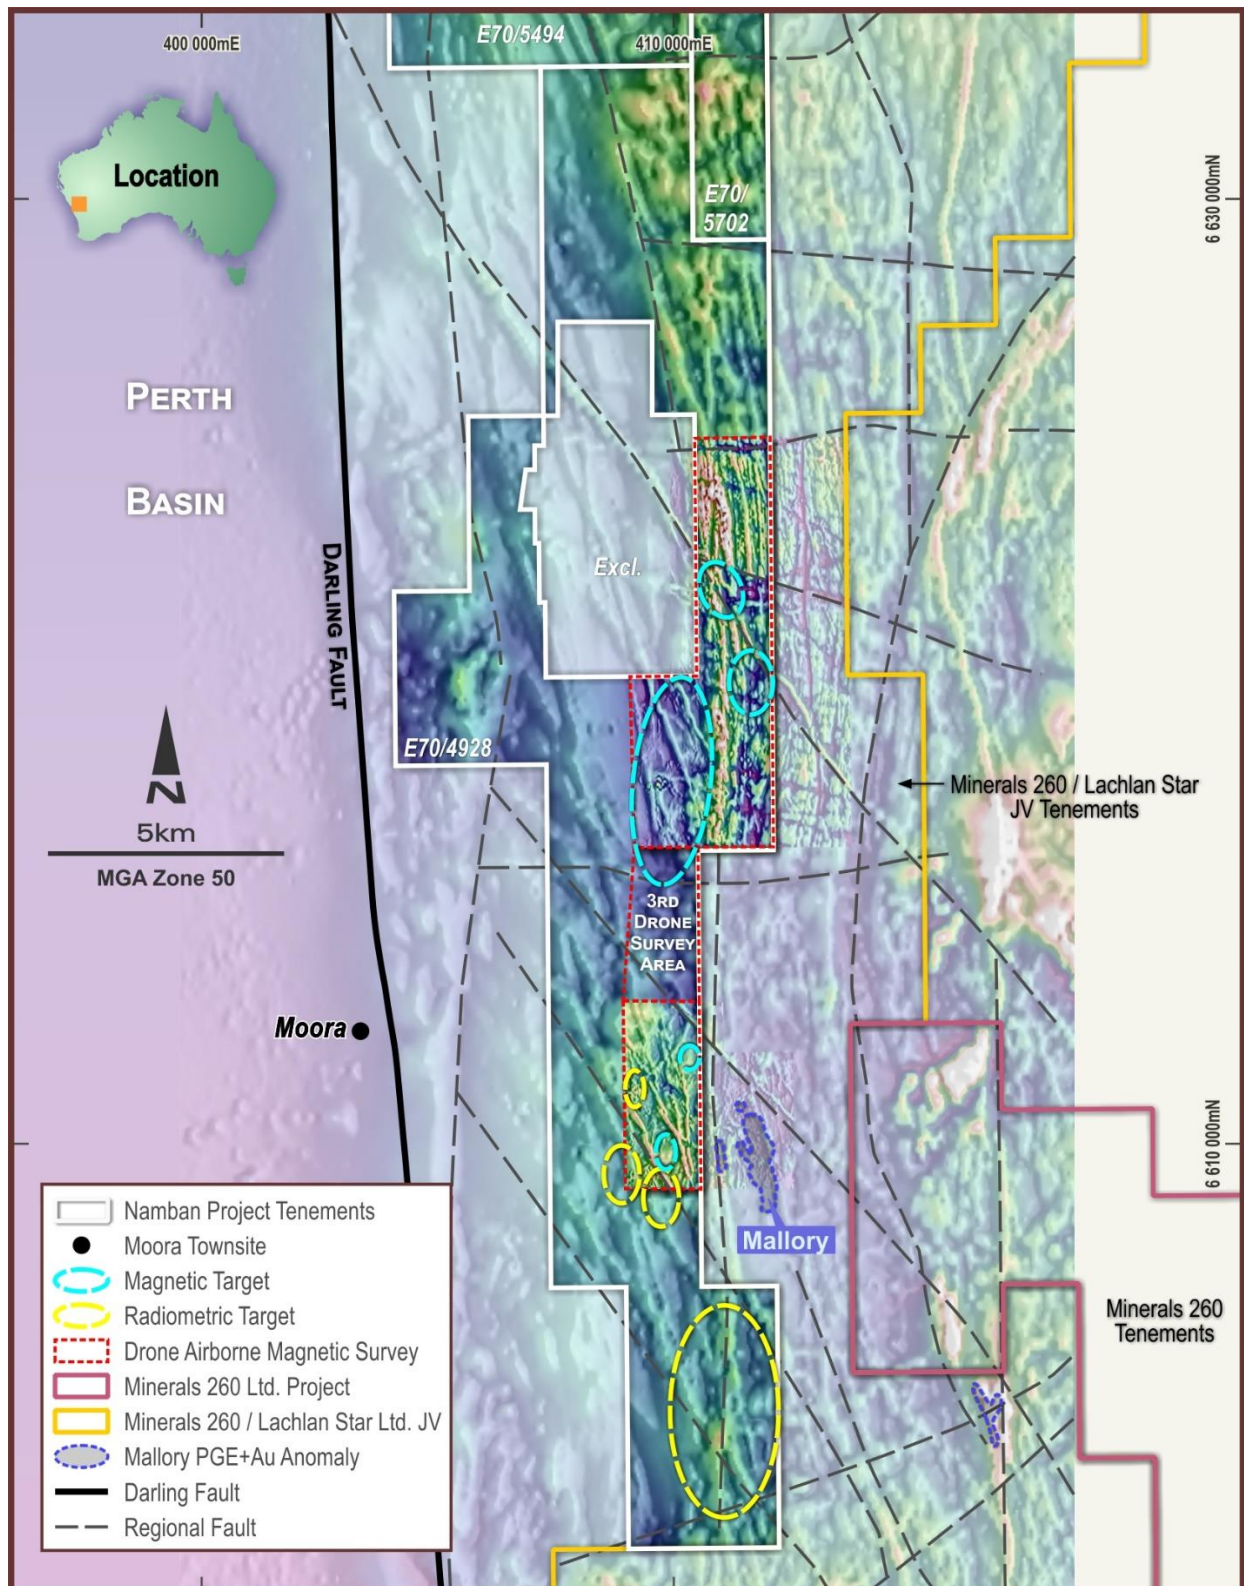 400 000mE
E70/5494
410 000mE
Location
E70/
5702
6 630 000mN
PERTH
BASIN
DARLING FAULT
Excl.
E70/4928
Minerals 260 / Lachlan Star
JV Tenements
N
5km
MGA Zone 50
3RD
DRONE
SURVEY
AREA
Moora
6 610 000mN
Mallory
Minerals 260
Tenements
Namban Project Tenements
Moora Townsite
Magnetic Target
Radiometric Target
Drone Airborne Magnetic Survey
Minerals 260 Ltd. Project
Minerals 260 / Lachlan Star Ltd. JV
Mallory PGE+Au Anomaly
Darling Fault
Regional Fault